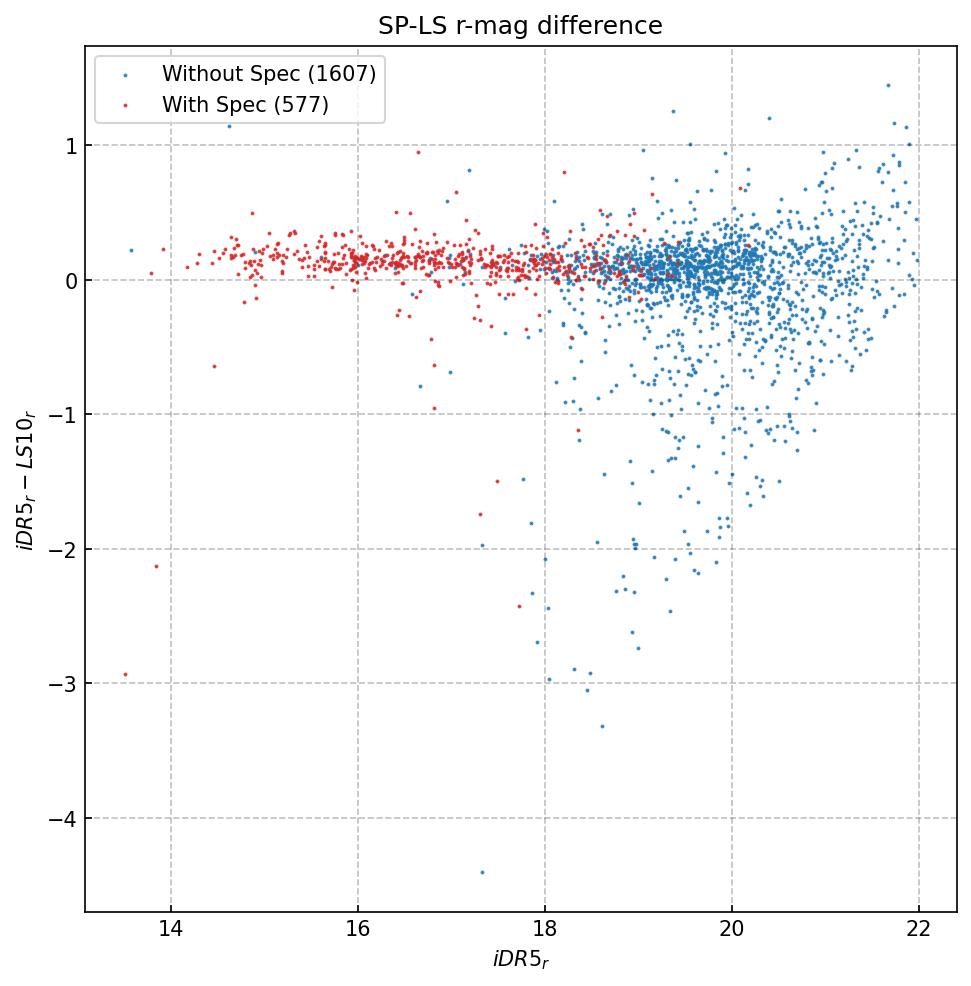 SP-LS r-mag difference
Without Spec (1607)
With Spec (577)
1
0
−1
−2
−3
−4
iDR5r − LS10r
14 16 18 20 22
iDR5r